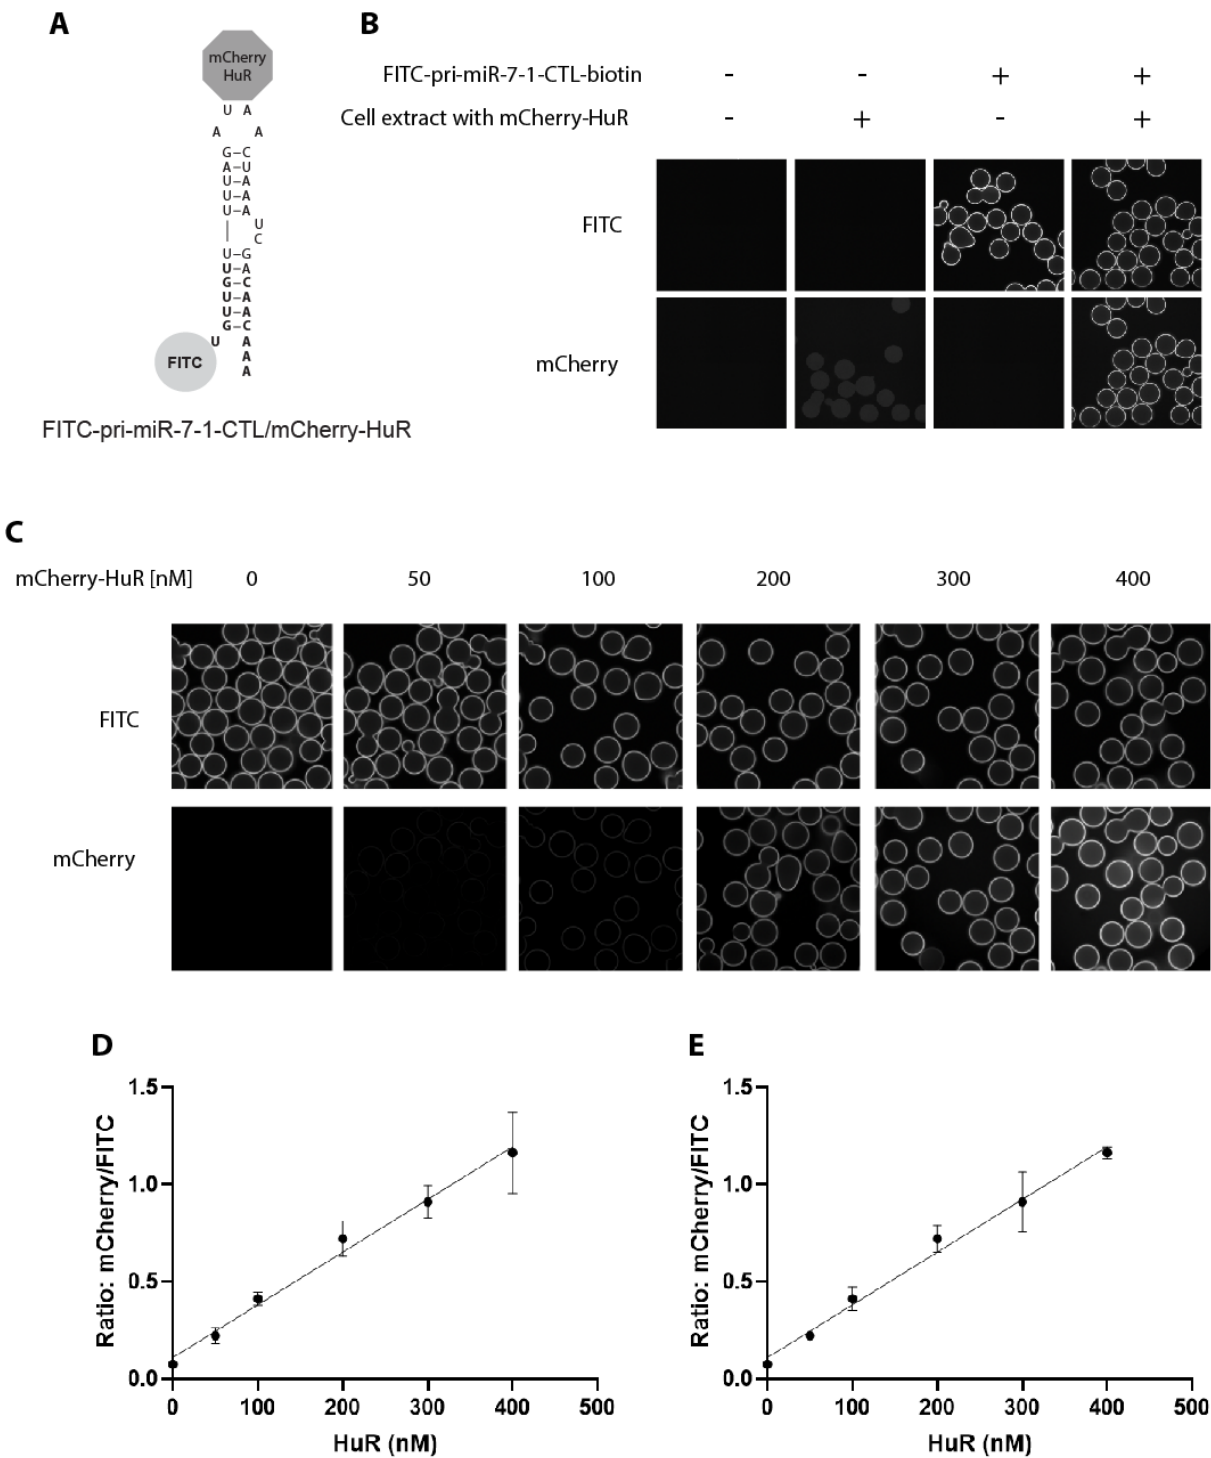 A
mCherry
HuR
U A
A A
G–C
A–U
U–A
U–A
U–A
U
C
U–G
U–A
G–C
U–A
U–A
G–C
U A
A
A
FITC
FITC-pri-miR-7-1-CTL/mCherry-HuR
B
FITC-pri-miR-7-1-CTL-biotin - - + +
Cell extract with mCherry-HuR - + - +
FITC
mCherry
C
mCherry-HuR [nM] 0 50 100 200 300 400
FITC
mCherry
D
Ratio: mCherry/FITC
1.5
1.0
0.5
0.0
0 100 200 300 400 500
HuR (nM)
E
Ratio: mCherry/FITC
1.5
1.0
0.5
0.0
0 100 200 300 400 500
HuR (nM)